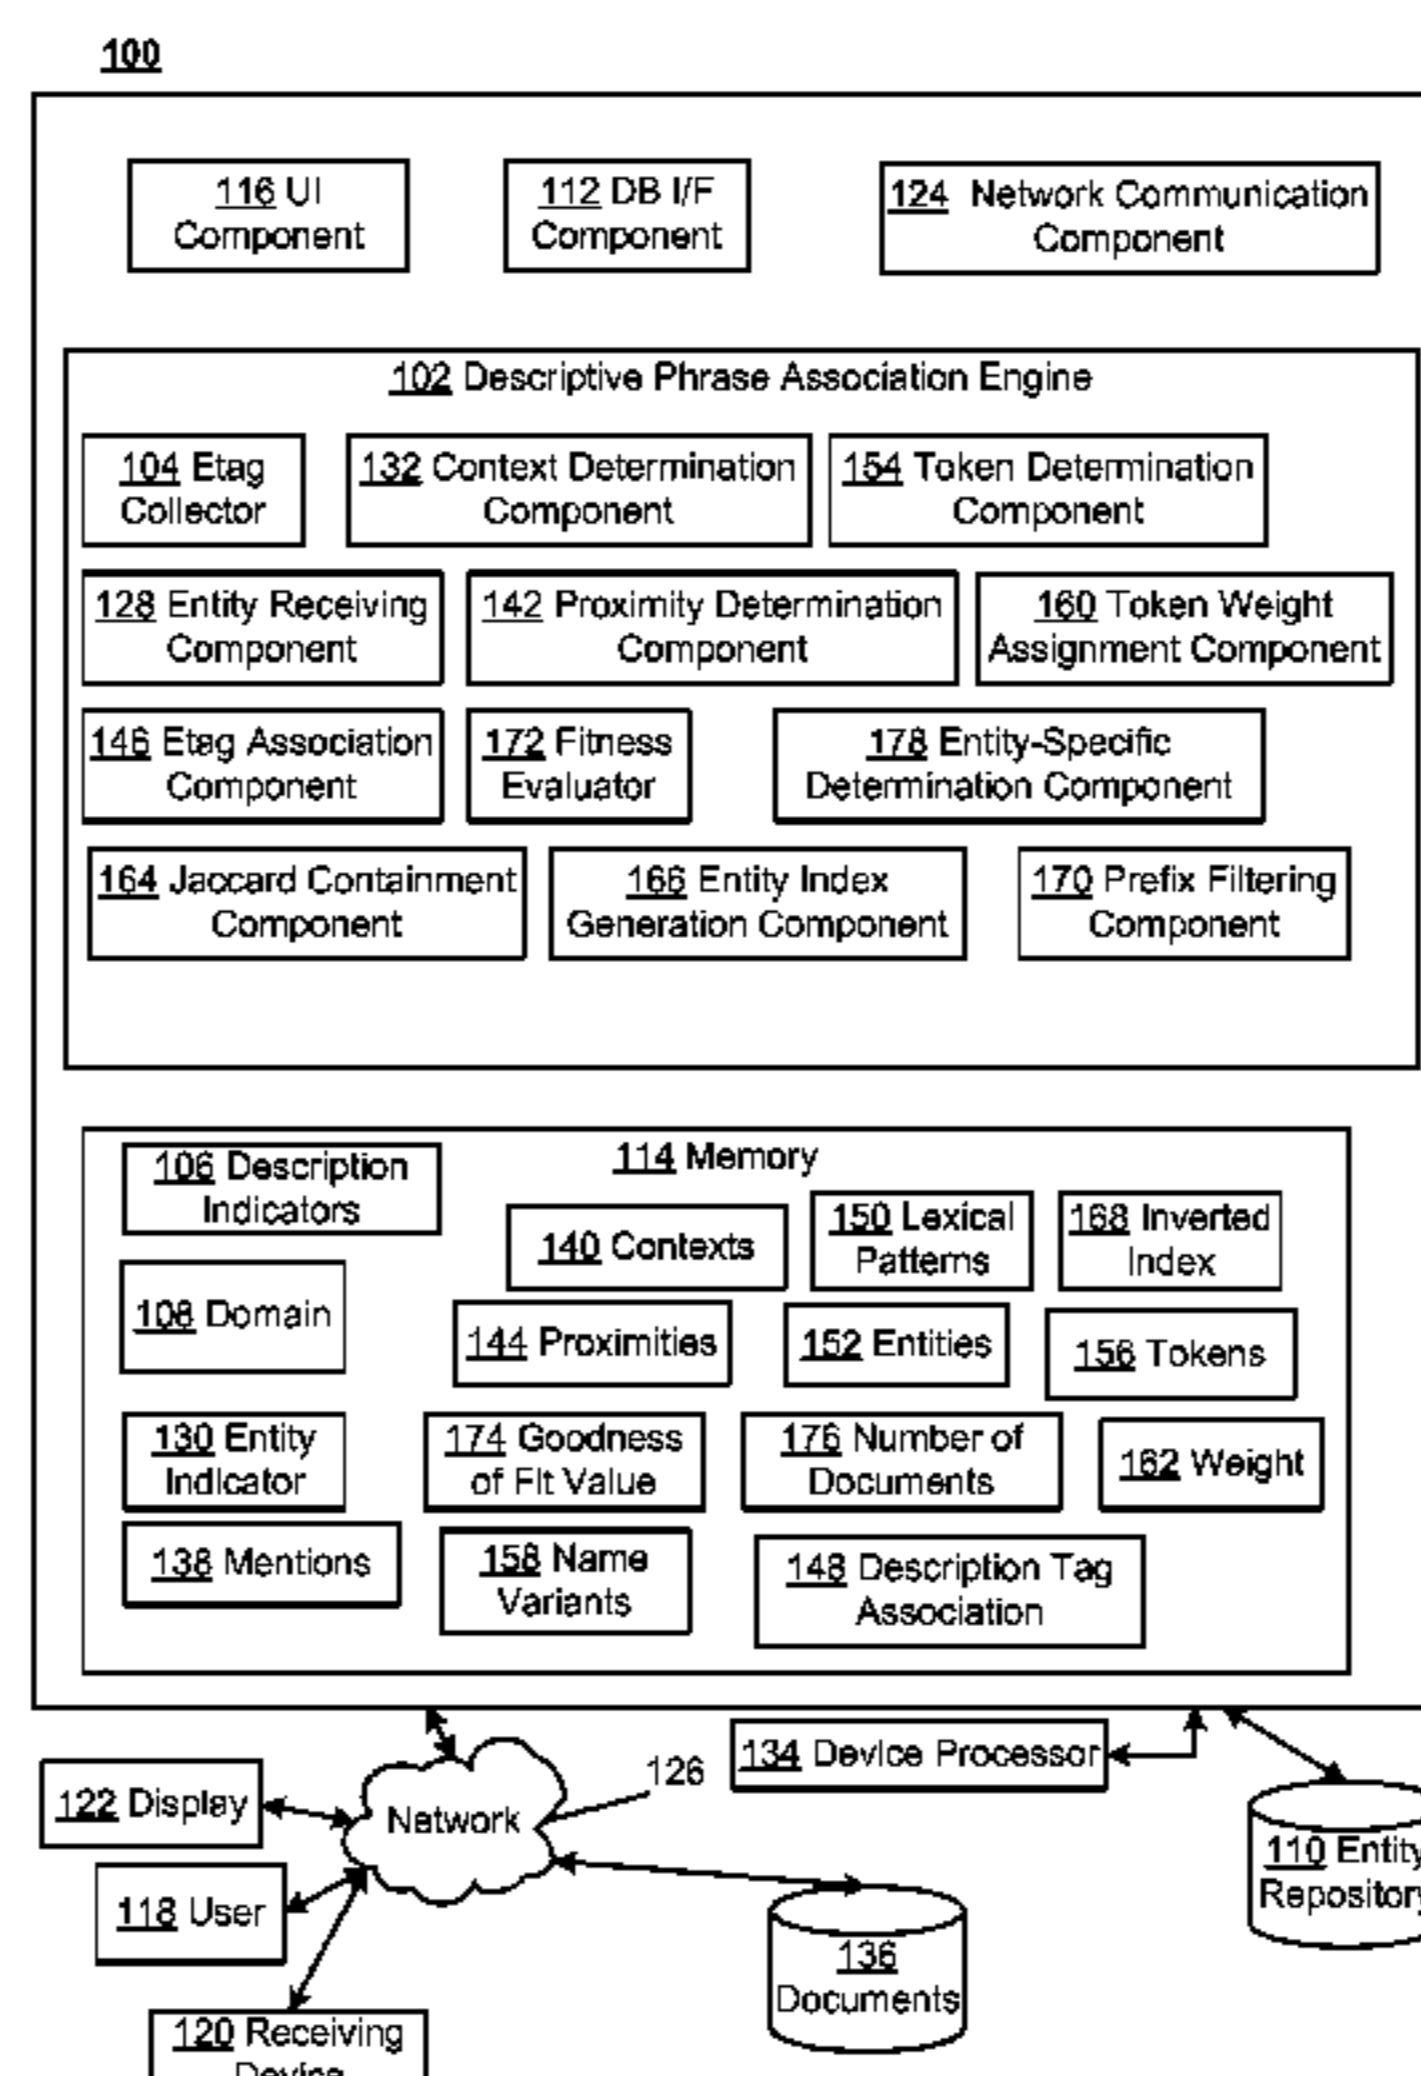 100
116 UI
Component
112 DB I/F
Component
124 Network Communication
Component
102 Descriptive Phrase Association Engine
104 Etag
Collector
132 Context Determination
Component
154 Token Determination
Component
128 Entity Receiving
Component
142 Proximity Determination
Component
160 Token Weight
Assignment Component
146 Etag Association
Component
172 Fitness
Evaluator
178 Entity-Specific
Determination Component
164 Jaccard Containment
Component
166 Entity Index
Generation Component
170 Prefix Filtering
Component
114 Memory
106 Description
Indicators
140 Contexts
150 Lexical
Patterns
168 Inverted
Index
108 Domain
144 Proximities
152 Entities
156 Tokens
130 Entity
Indicator
174 Goodness
of Fit Value
176 Number of
Documents
162 Weight
138 Mentions
158 Name
Variants
148 Description Tag
Association
134 Device Processor
126
122 Display
Network
110 Entity
Repository
118 User
136
Documents
120 Receiving
Device